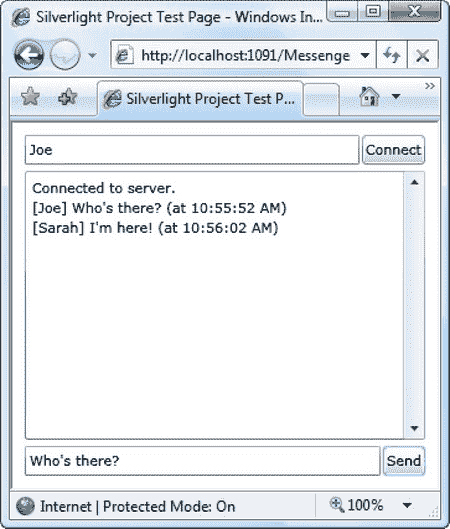 Silverlight Project Test Page - Windows In...
http://localhost:1091/Messenge
Silverlight Project Test P...
Joe
Connect
Connected to server.
[Joe] Who's there? (at 10:55:52 AM)
[Sarah] I'm here! (at 10:56:02 AM)
Who's there?
Send
Internet | Protected Mode: On
100%